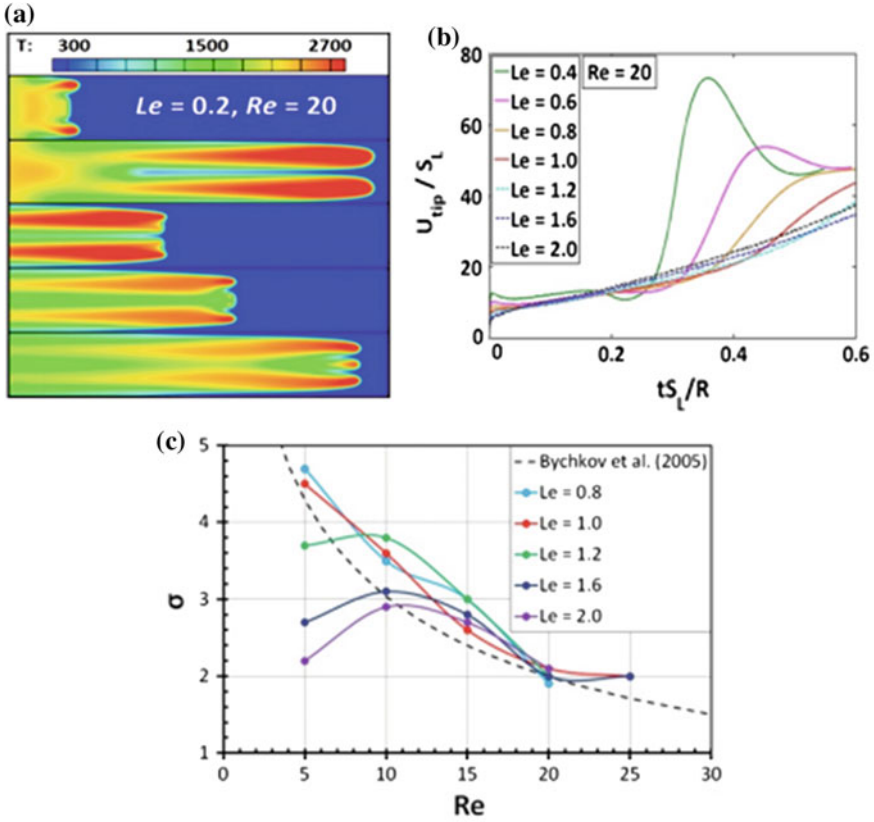 (a)
T: 300 1500 2700
Le = 0.2, Re = 20
(b)
80
60
40
20
0
U_tip / S_L
Le = 0.4
Le = 0.6
Le = 0.8
Le = 1.0
Le = 1.2
Le = 1.6
Le = 2.0
Re = 20
0 0.2 0.4 0.6
tS_L/R
(c)
5
4
3
2
1
σ
Bychkov et al. (2005)
Le = 0.8
Le = 1.0
Le = 1.2
Le = 1.6
Le = 2.0
0 5 10 15 20 25 30
Re